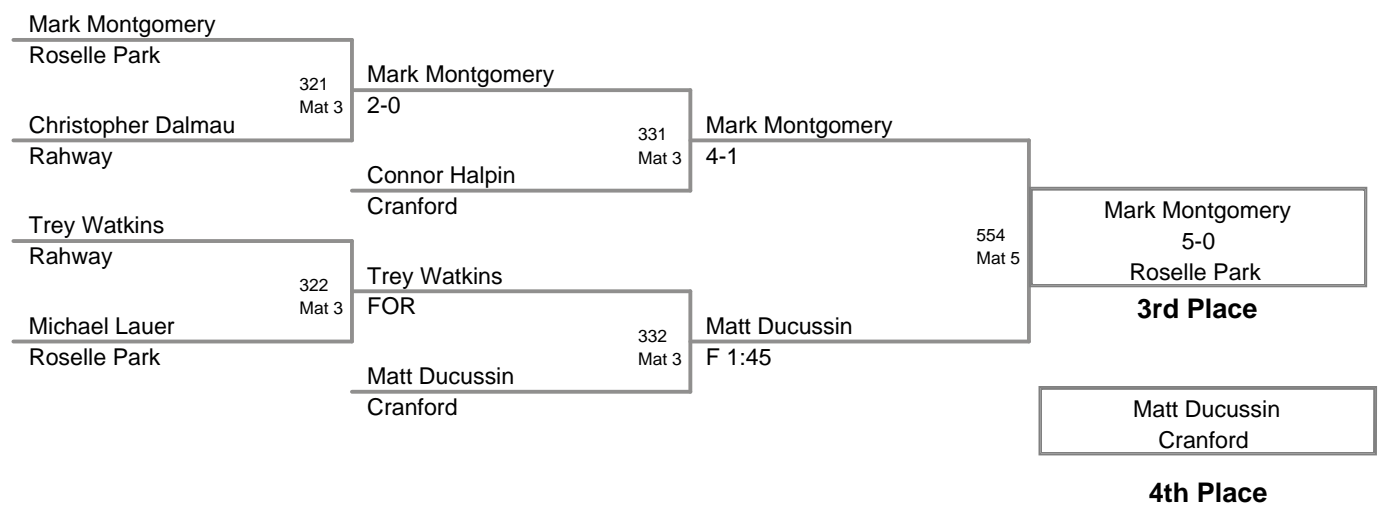 Mark Montgomery
Roselle Park
321
Mat 3
Christopher Dalmau
Rahway
Mark Montgomery
2-0
331
Mat 3
Connor Halpin
Cranford
Mark Montgomery
4-1
Trey Watkins
Rahway
322
Mat 3
Michael Lauer
Roselle Park
Trey Watkins
FOR
332
Mat 3
Matt Ducussin
Cranford
Matt Ducussin
F 1:45
554
Mat 5
Mark Montgomery
5-0
Roselle Park
3rd Place
Matt Ducussin
Cranford
4th Place